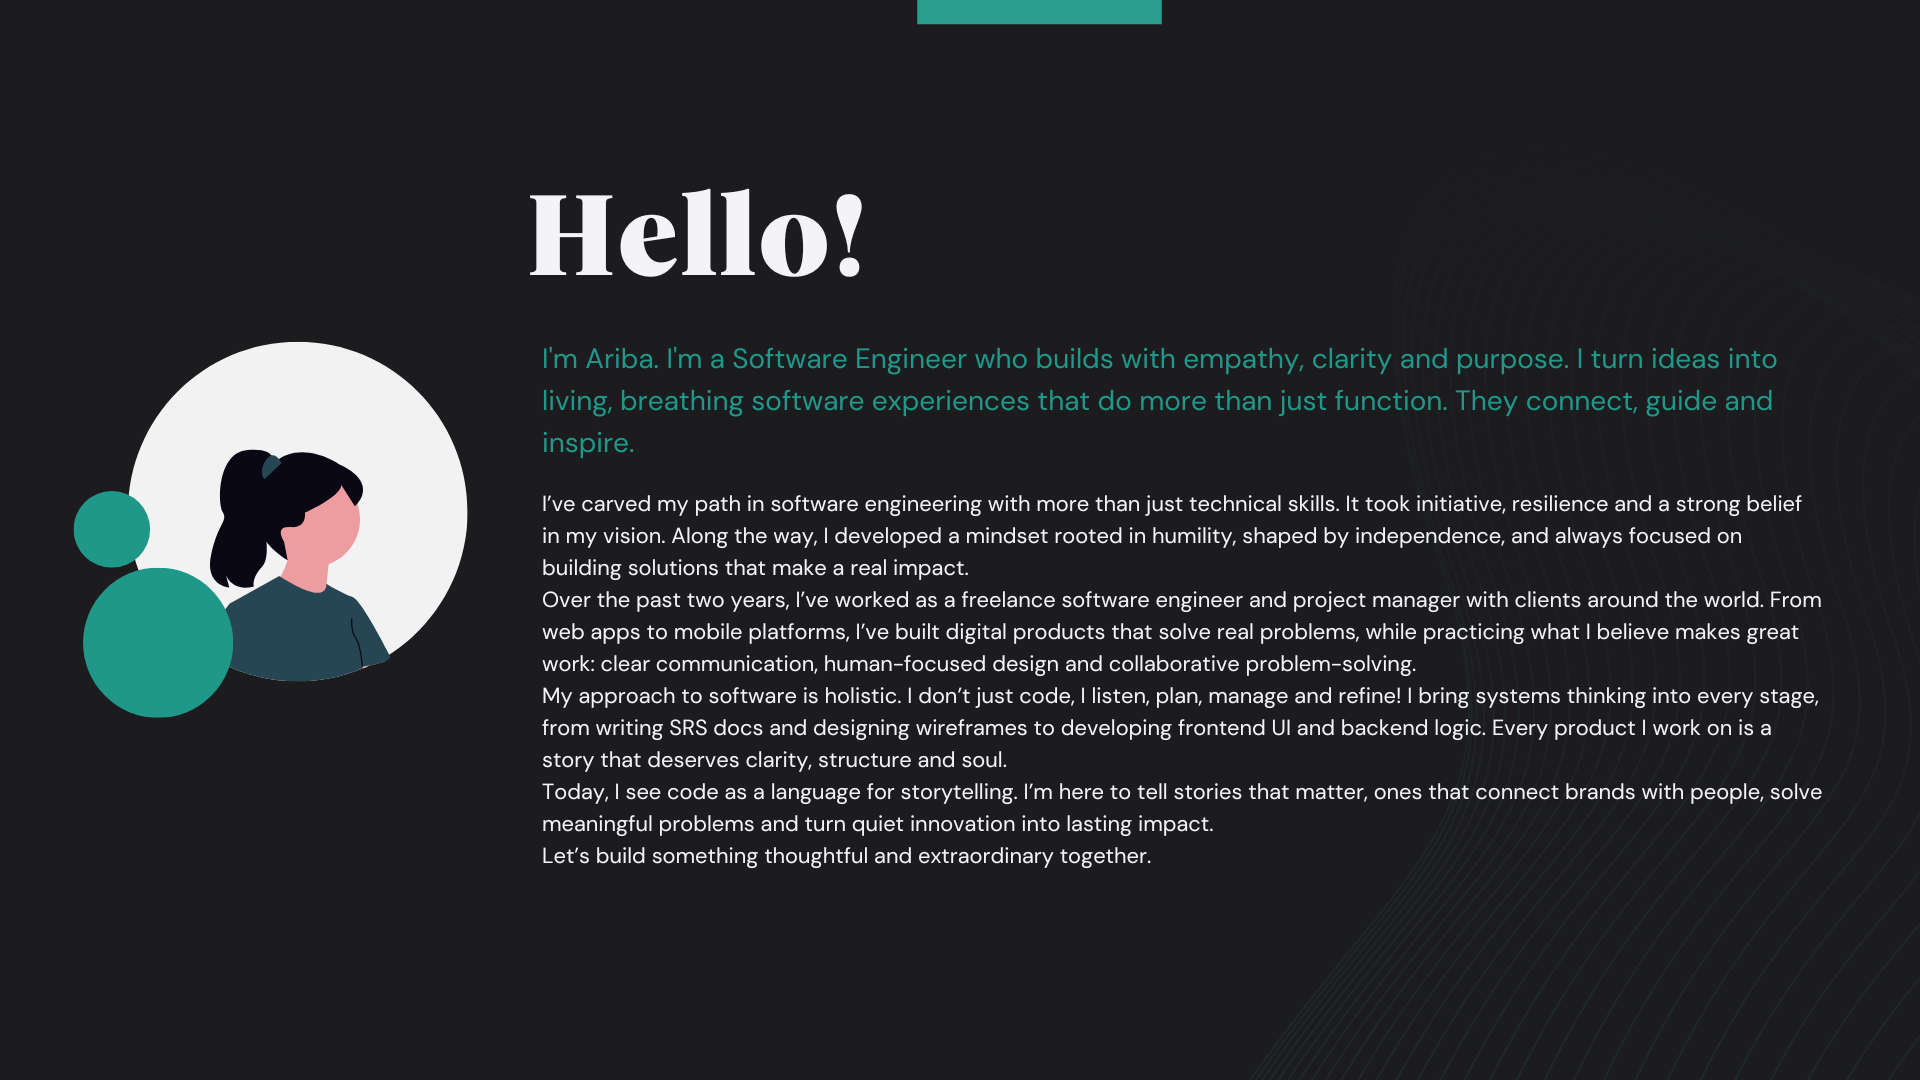 Hello!
I'm Ariba. I'm a Software Engineer who builds with empathy, clarity and purpose. I turn ideas into
living, breathing software experiences that do more than just function. They connect, guide and
inspire.
I’ve carved my path in software engineering with more than just technical skills. It took initiative, resilience and a strong belief
in my vision. Along the way, I developed a mindset rooted in humility, shaped by independence, and always focused on
building solutions that make a real impact.
Over the past two years, I’ve worked as a freelance software engineer and project manager with clients around the world. From
web apps to mobile platforms, I’ve built digital products that solve real problems, while practicing what I believe makes great
work: clear communication, human-focused design and collaborative problem-solving.
My approach to software is holistic. I don’t just code, I listen, plan, manage and refine! I bring systems thinking into every stage,
from writing SRS docs and designing wireframes to developing frontend UI and backend logic. Every product I work on is a
story that deserves clarity, structure and soul.
Today, I see code as a language for storytelling. I’m here to tell stories that matter, ones that connect brands with people, solve
meaningful problems and turn quiet innovation into lasting impact.
Let’s build something thoughtful and extraordinary together.